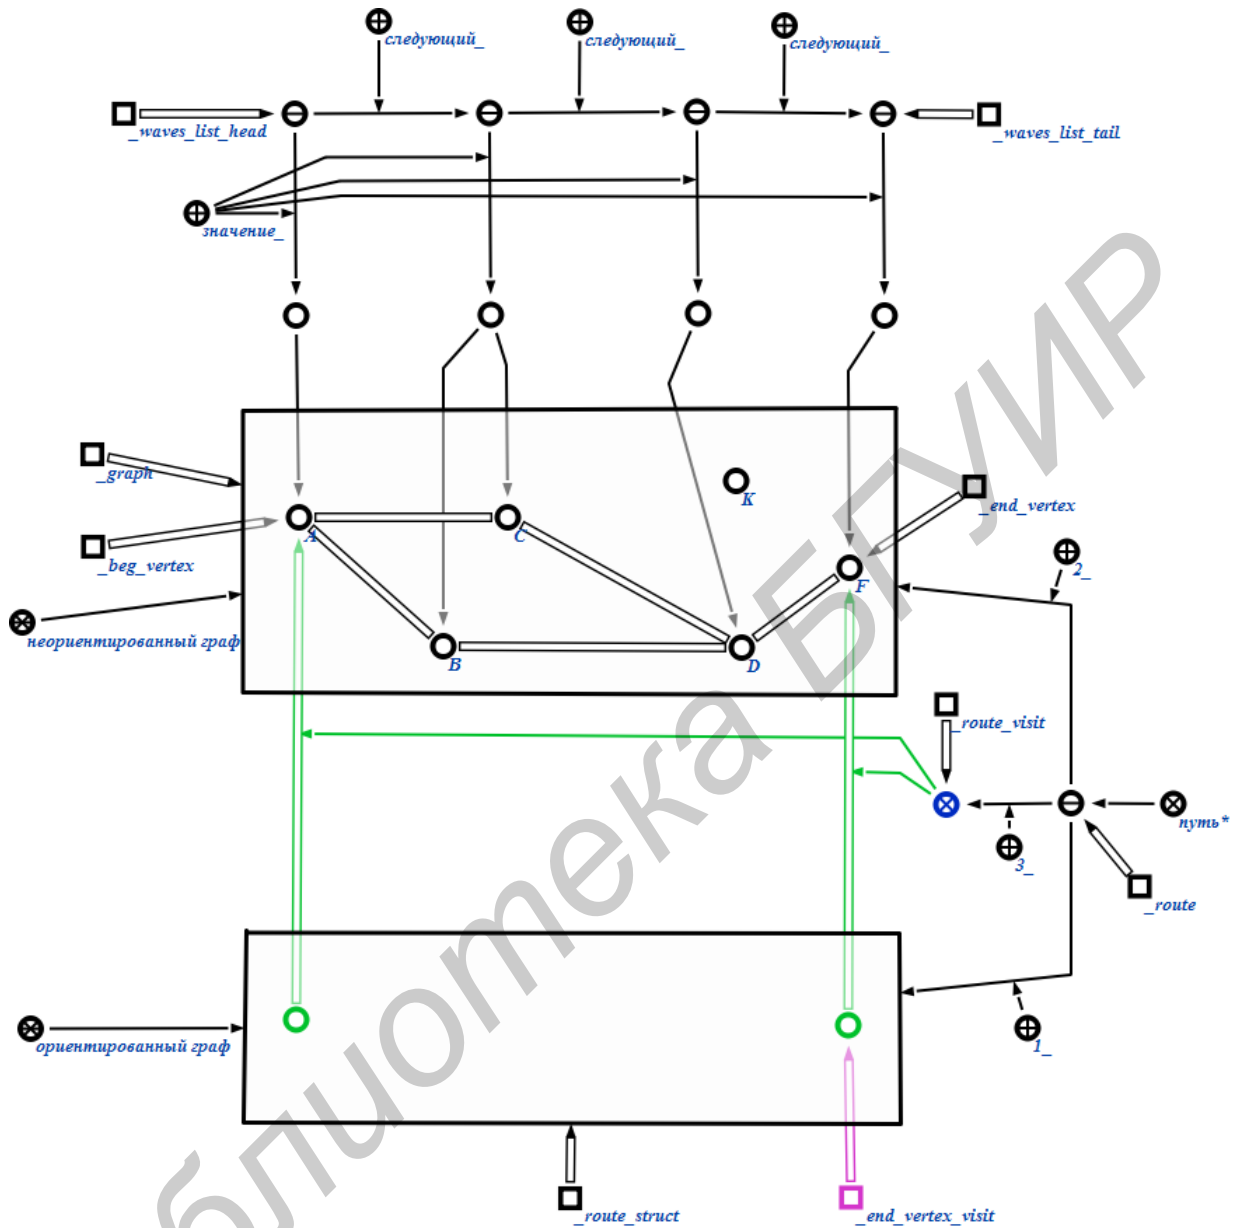 следующий_
следующий_
следующий_
_waves_list_head
_waves_list_tail
значение_
_graph
K
_end_vertex
A
C
_beg_vertex
2_
F
неориентированный граф
B
D
_route_visit
путь*
3_
_route
ориентированный граф
1_
_route_struct
_end_vertex_visit
блиотека БГУИР